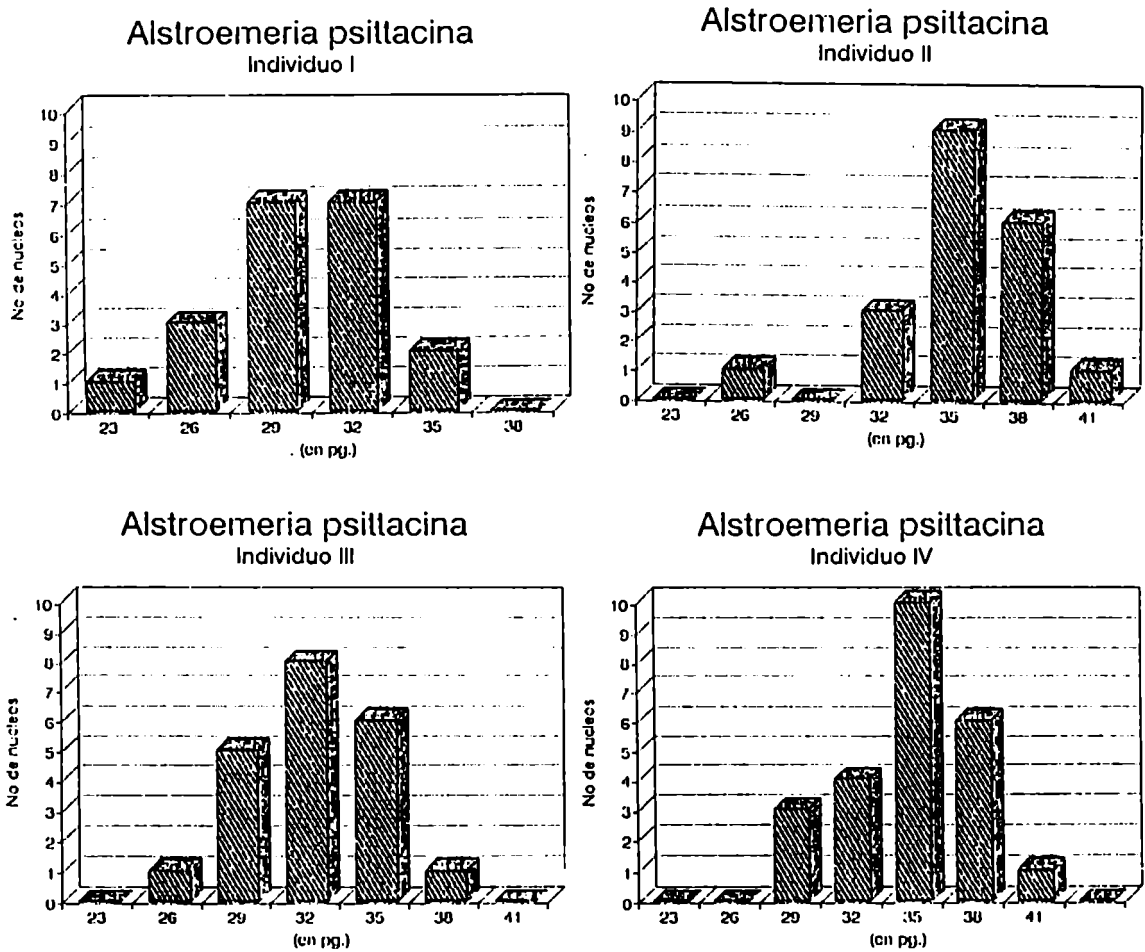 Alstroemeria psittacina
Individuo I
No de nucleos
10
9
8
7
6
5
4
3
2
1
0
23 26 29 32 35 38
(en pg.)
Alstroemeria psittacina
Individuo II
No de nucleos
10
9
8
7
6
5
4
3
2
1
0
23 26 29 32 35 38 41
(en pg.)
Alstroemeria psittacina
Individuo III
No de nucleos
10
9
8
7
6
5
4
3
2
1
0
23 26 29 32 35 38 41
(en pg.)
Alstroemeria psittacina
Individuo IV
No de nucleos
10
9
8
7
6
5
4
3
2
1
0
23 26 29 32 35 38 41
(en pg.)